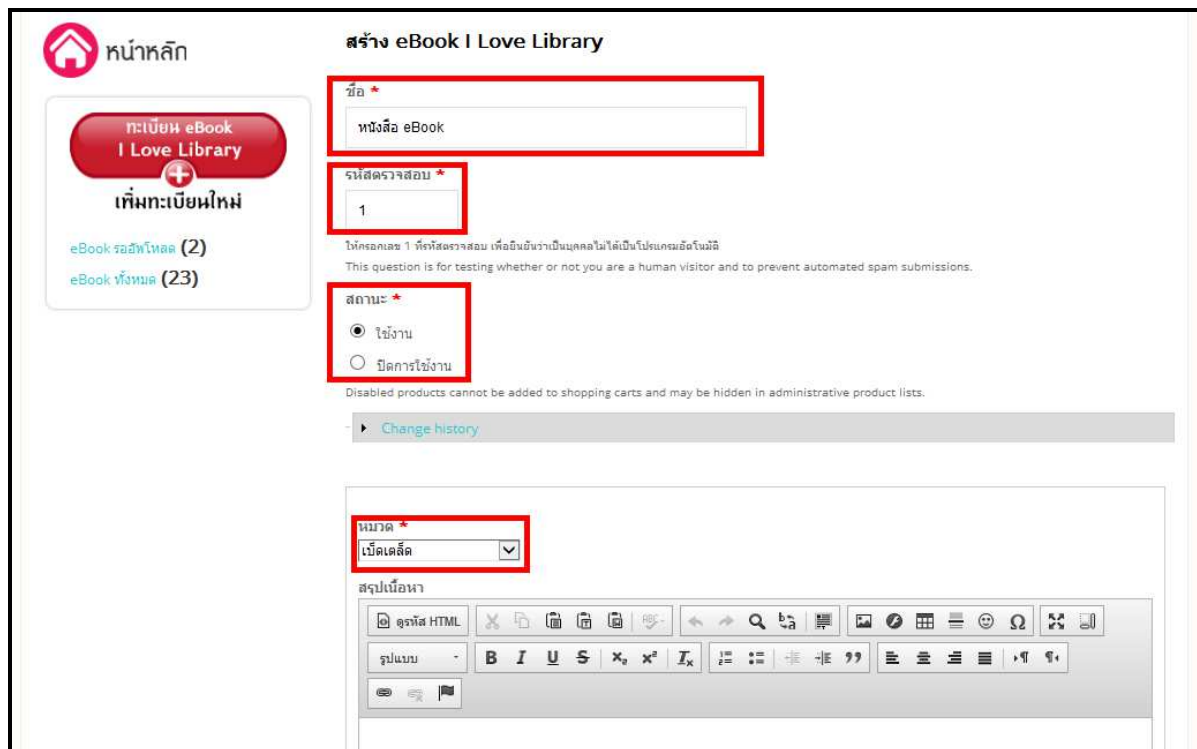 หน้าหลัก
ทะเบียน eBook
I Love Library
เพิ่มทะเบียนใหม่
eBook รออัพโหลด (2)
eBook ทั้งหมด (23)
สร้าง eBook I Love Library
ชื่อ *
หนังสือ eBook
รหัสตรวจสอบ *
1
ให้กรอกเลข 1 ที่รหัสตรวจสอบ เพื่อยืนยันว่าเป็นบุคคลไม่ได้เป็นโปรแกรมอัตโนมัติ
This question is for testing whether or not you are a human visitor and to prevent automated spam submissions.
สถานะ *
ใช้งาน
ปิดการใช้งาน
Disabled products cannot be added to shopping carts and may be hidden in administrative product lists.
Change history
หมวด *
เบ็ดเตล็ด
สรุปเนื้อหา
ดูรหัส HTML
รูปแบบ